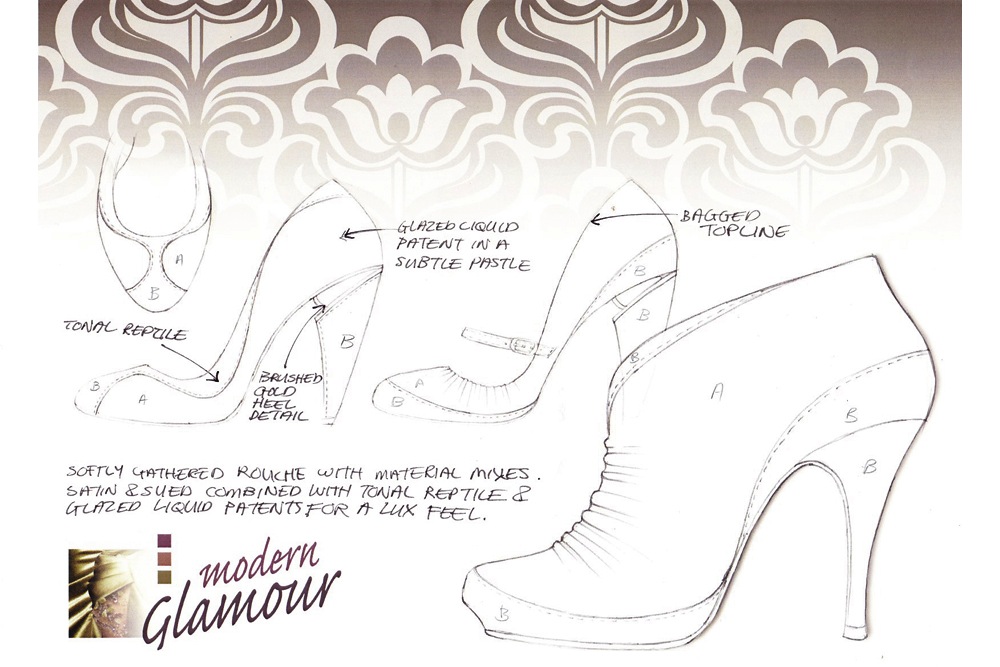 GLAZED LIQUID
PATENT IN A
SUBTLE PASTLE
BAGGED
TOPLINE
TONAL REPTILE
BRUSHED
GOLD
HEEL
DETAIL
A
B
B
A
B
B
B
A
B
B
A
B
B
B
SOFTLY GATHERED ROUCHE WITH MATERIAL MIXES.
SATIN & SUED COMBINED WITH TONAL REPTILE &
GLAZED LIQUID PATENTS FOR A LUX FEEL.
modern
Glamour